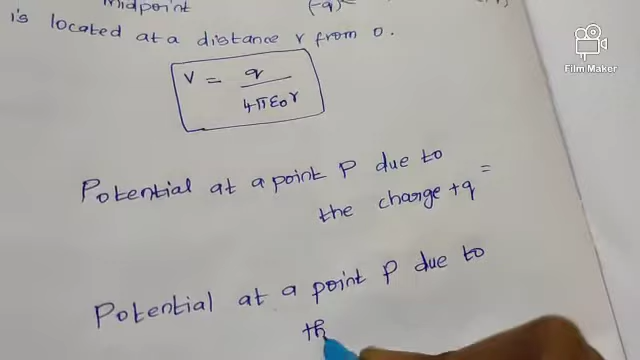 midpoint (-q)
is located at a distance r from O.
V = q / 4πε₀r
Potential at a point P due to
the charge +q =
Potential at a point P due to
th
Film Maker